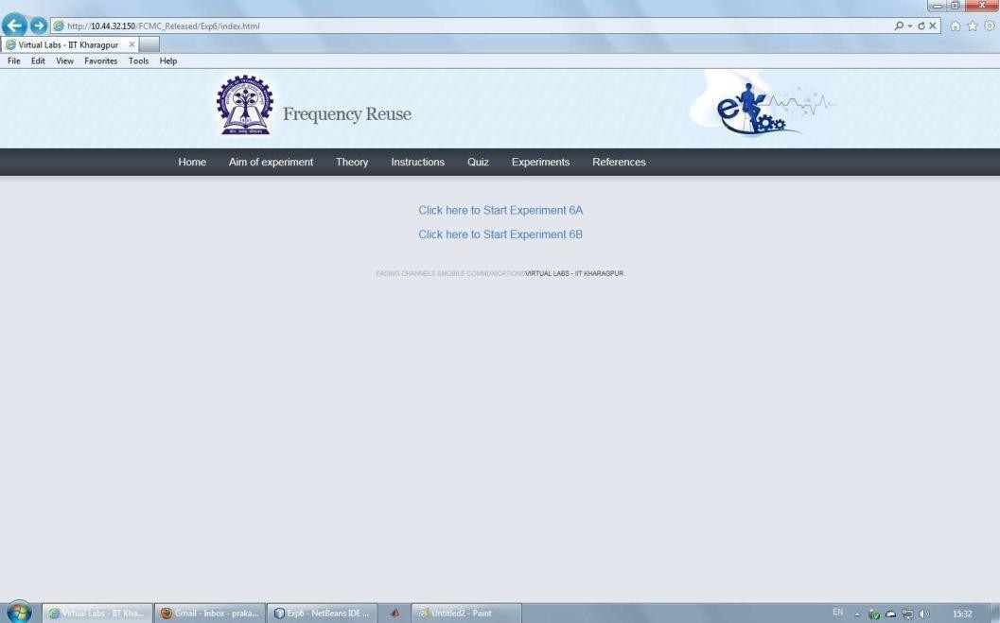 http://10.44.32.150/FCMC_Released/Exp6/index.html
Virtual Labs - IIT Kharagpur
File Edit View Favorites Tools Help
Frequency Reuse
Home Aim of experiment Theory Instructions Quiz Experiments References
Click here to Start Experiment 6A
Click here to Start Experiment 6B
FADING CHANNELS &MOBILE COMMUNICATIONSVIRTUAL LABS - IIT KHARAGPUR
Virtual Labs - IIT Kha... Gmail - Inbox - praka... Exp6 - NetBeans IDE ... Untitled2 - Paint EN 15:32